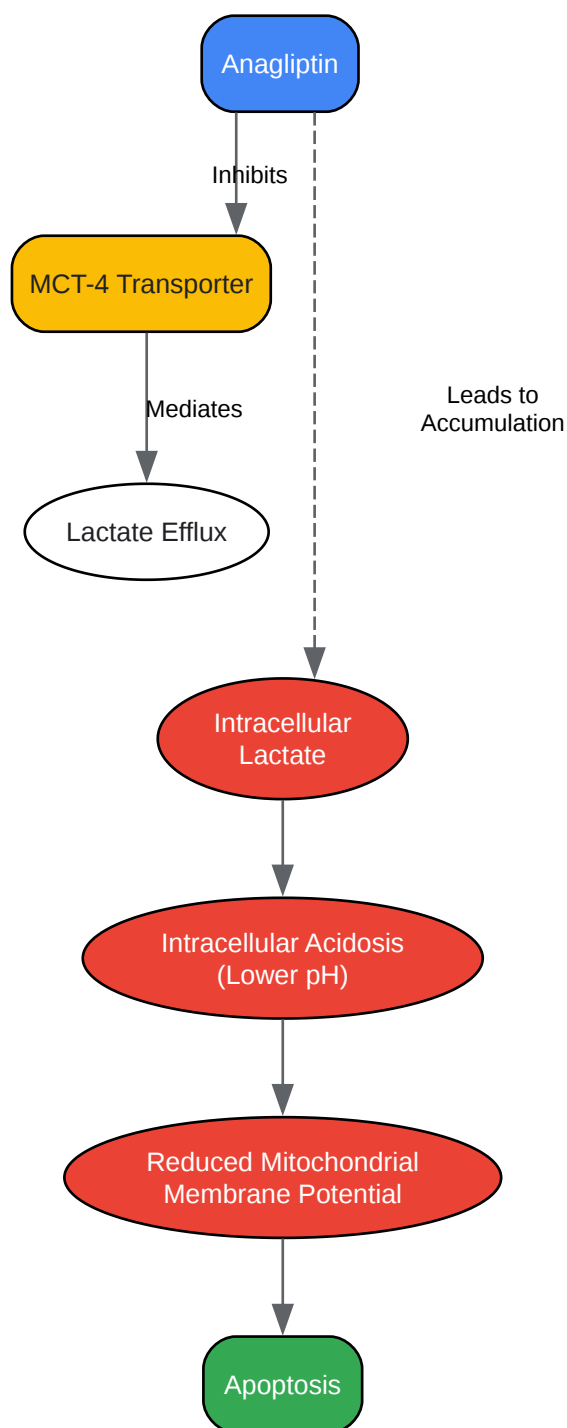 Anagliptin
Inhibits
MCT-4 Transporter
Leads to
Accumulation
Mediates
Lactate Efflux
Intracellular
Lactate
Intracellular Acidosis
(Lower pH)
Reduced Mitochondrial
Membrane Potential
Apoptosis